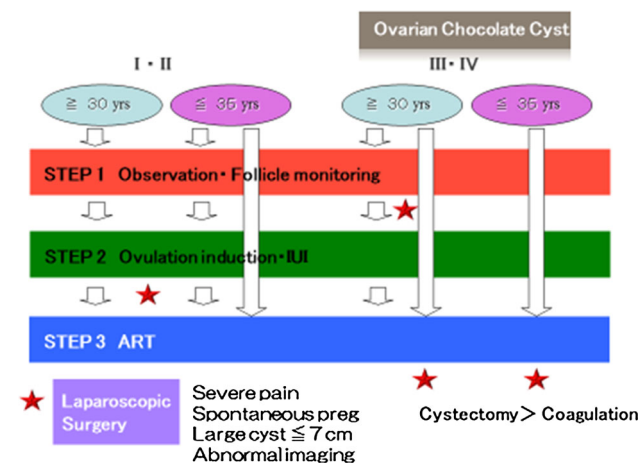 Ovarian Chocolate Cyst
I・II
III・IV
≧ 30 yrs
≦ 35 yrs
≧ 30 yrs
≦ 35 yrs
STEP 1 Observation・Follicle monitoring
STEP 2 Ovulation induction・IUI
STEP 3 ART
Laparoscopic
Surgery
Severe pain
Spontaneous preg
Large cyst ≦ 7 cm
Abnormal imaging
Cystectomy＞Coagulation